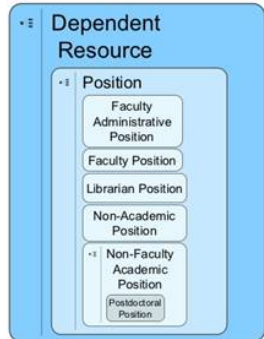 Dependent
Resource
Position
Faculty
Administrative
Position
Faculty Position
Librarian Position
Non-Academic
Position
Non-Faculty
Academic
Position
Postdoctoral
Position